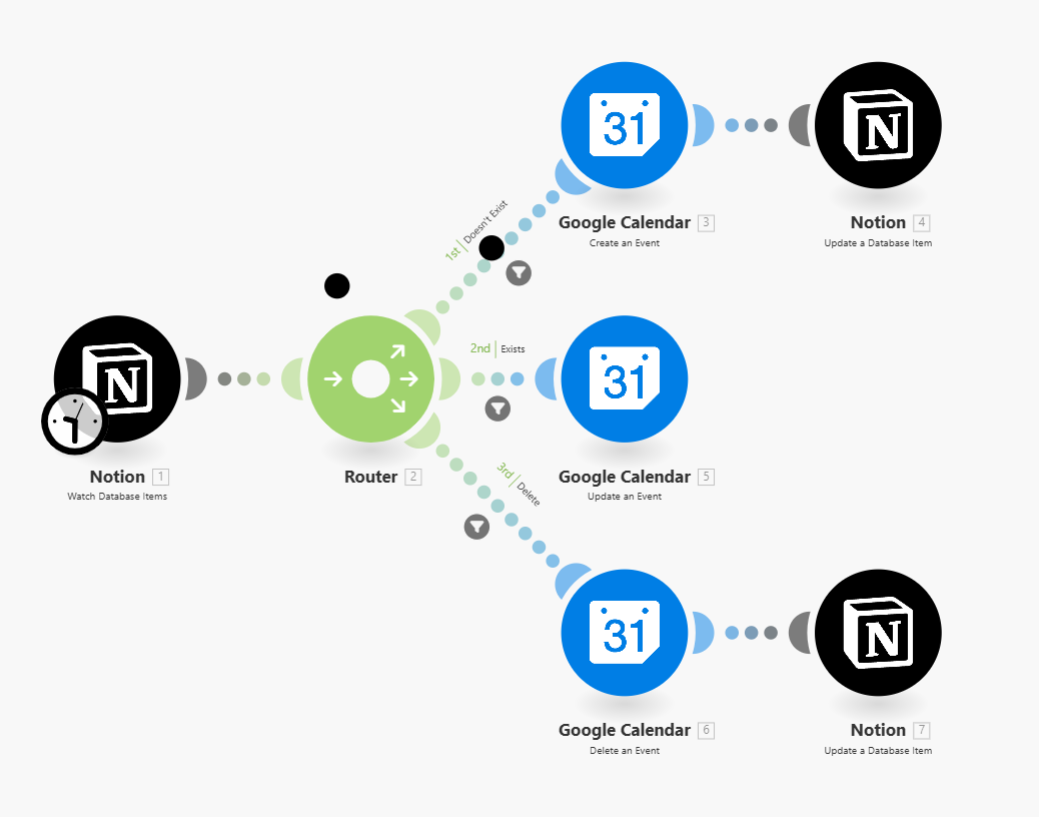 31
N
Google Calendar 3
Create an Event
Notion 4
Update a Database Item
1st | Doesn't Exist
N
Notion 1
Watch Database Items
Router 2
2nd | Exists
31
Google Calendar 5
Update an Event
3rd | Delete
31
N
Google Calendar 6
Delete an Event
Notion 7
Update a Database Item